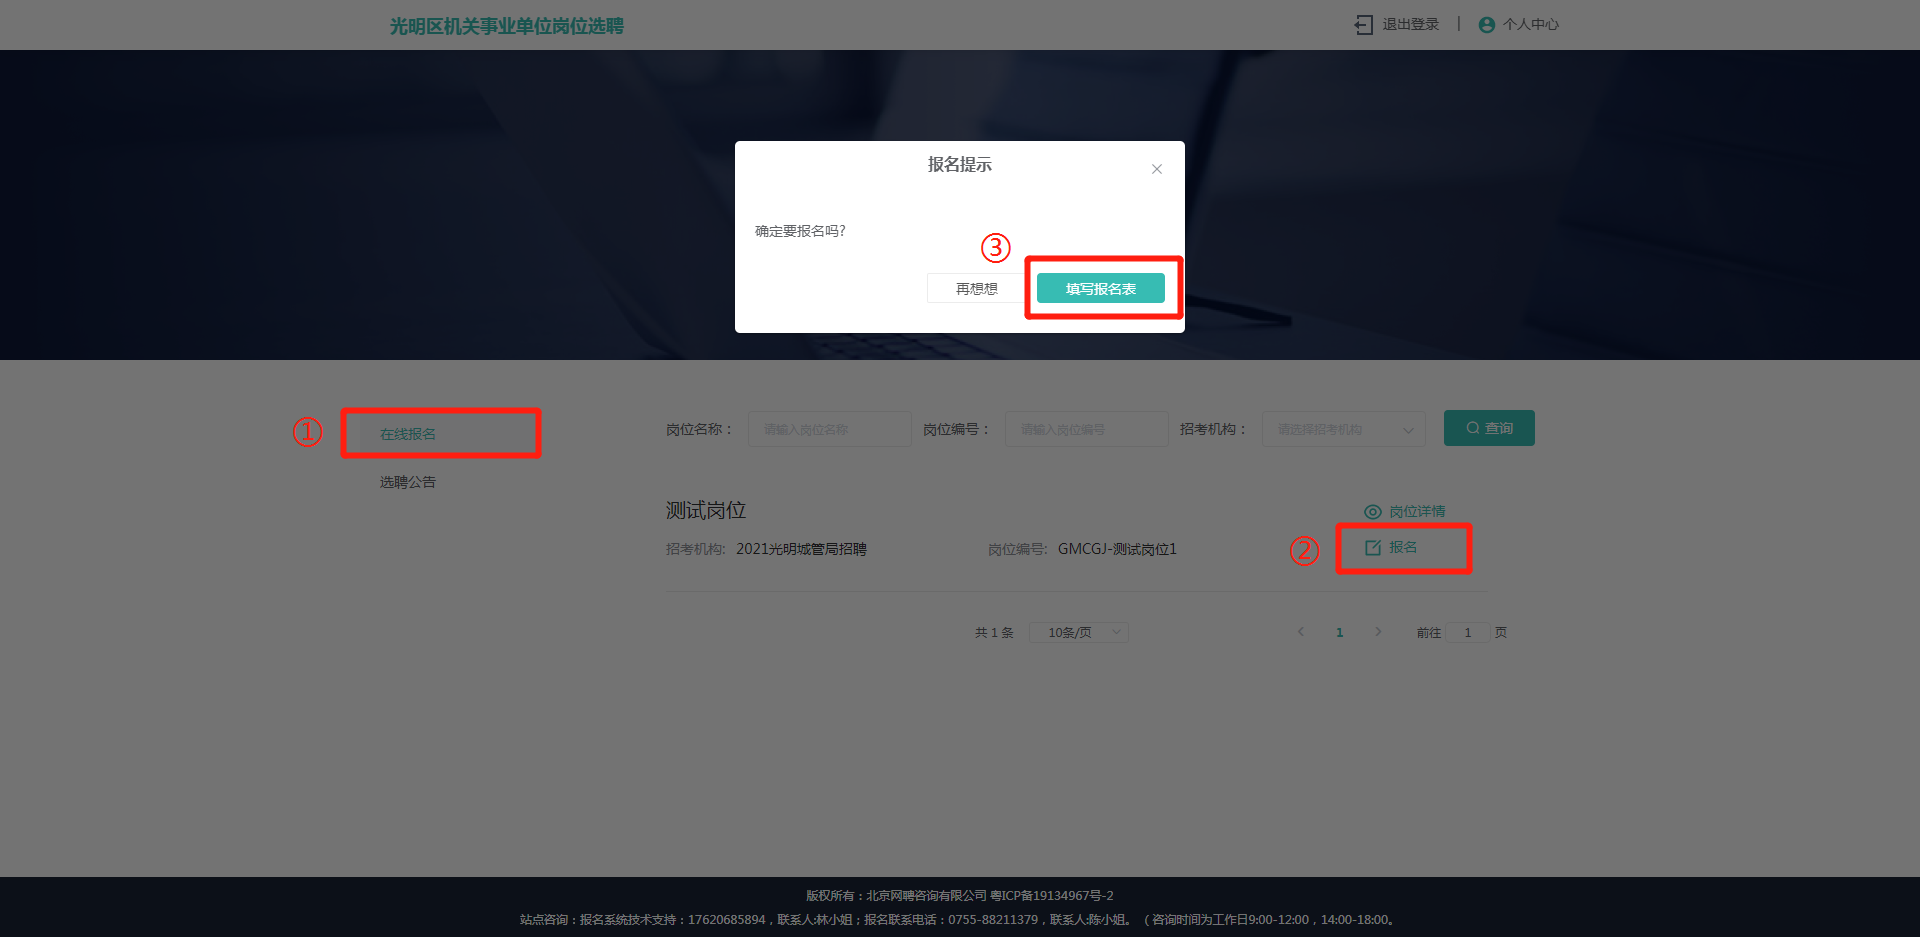 光明区机关事业单位岗位选聘
退出登录 | 个人中心
报名提示
确定要报名吗?
③
再想想 填写报名表
① 在线报名
选聘公告
岗位名称： 请输入岗位名称 岗位编号： 请输入岗位编号 招考机构： 请选择招考机构 查询
测试岗位
岗位详情
招考机构: 2021光明城管局招聘 岗位编号: GMCGJ-测试岗位1
② 报名
共 1 条 10条/页 1 前往 1 页
版权所有：北京网聘咨询有限公司 粤ICP备19134967号-2
站点咨询：报名系统技术支持：17620685894，联系人:林小姐；报名联系电话：0755-88211379，联系人:陈小姐。（咨询时间为工作日9:00-12:00，14:00-18:00。